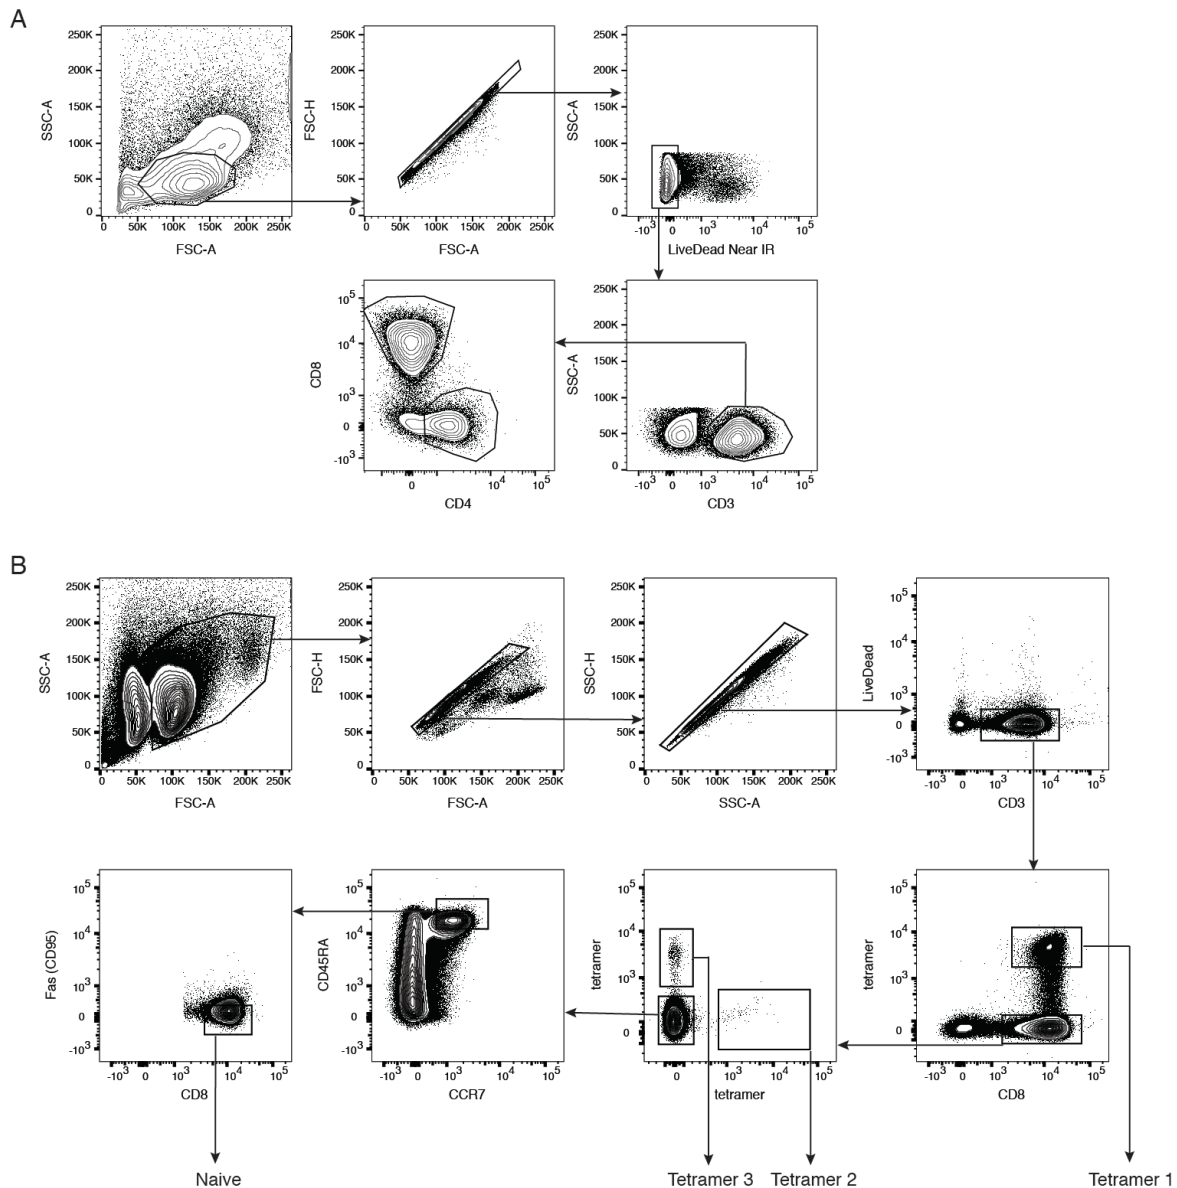 A
250K
200K
150K
100K
50K
0
SSC-A
0 50K 100K 150K 200K 250K
FSC-A
250K
200K
150K
100K
50K
0
FSC-H
0 50K 100K 150K 200K 250K
FSC-A
250K
200K
150K
100K
50K
0
SSC-A
-10³ 0 10³ 10⁴ 10⁵
LiveDead Near IR
10⁵
10⁴
10³
0
-10³
CD8
0 10⁴ 10⁵
CD4
250K
200K
150K
100K
50K
0
SSC-A
-10³ 0 10³ 10⁴ 10⁵
CD3
B
250K
200K
150K
100K
50K
0
SSC-A
0 50K 100K 150K 200K 250K
FSC-A
250K
200K
150K
100K
50K
0
FSC-H
0 50K 100K 150K 200K 250K
FSC-A
250K
200K
150K
100K
50K
0
SSC-H
0 50K 100K 150K 200K 250K
SSC-A
10⁵
10⁴
10³
0
-10³
LiveDead
-10³ 0 10³ 10⁴ 10⁵
CD3
10⁵
10⁴
10³
0
-10³
Fas (CD95)
-10³ 0 10³ 10⁴ 10⁵
CD8
10⁵
10⁴
10³
0
-10³
CD45RA
-10³ 0 10³ 10⁴ 10⁵
CCR7
10⁵
10⁴
10³
0
tetramer
0 10³ 10⁴ 10⁵
tetramer
10⁵
10⁴
10³
0
tetramer
-10³ 0 10³ 10⁴ 10⁵
CD8
Naive
Tetramer 3
Tetramer 2
Tetramer 1